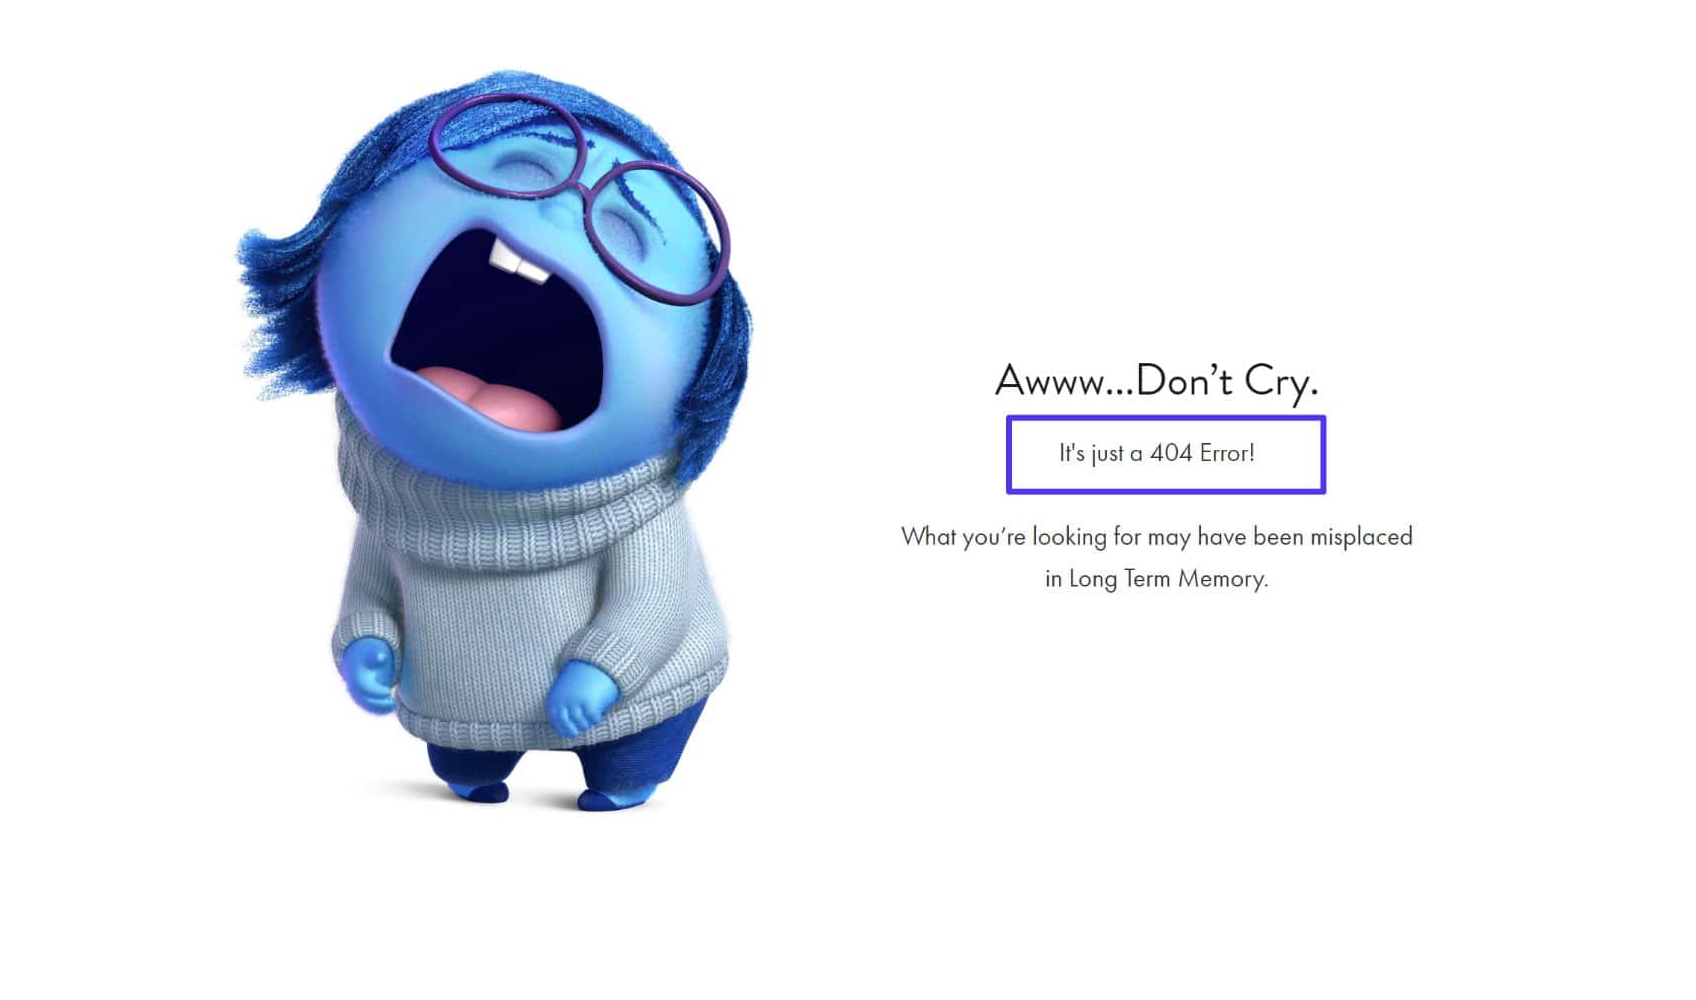 Awww...Don’t Cry.
It's just a 404 Error!
What you’re looking for may have been misplaced
in Long Term Memory.